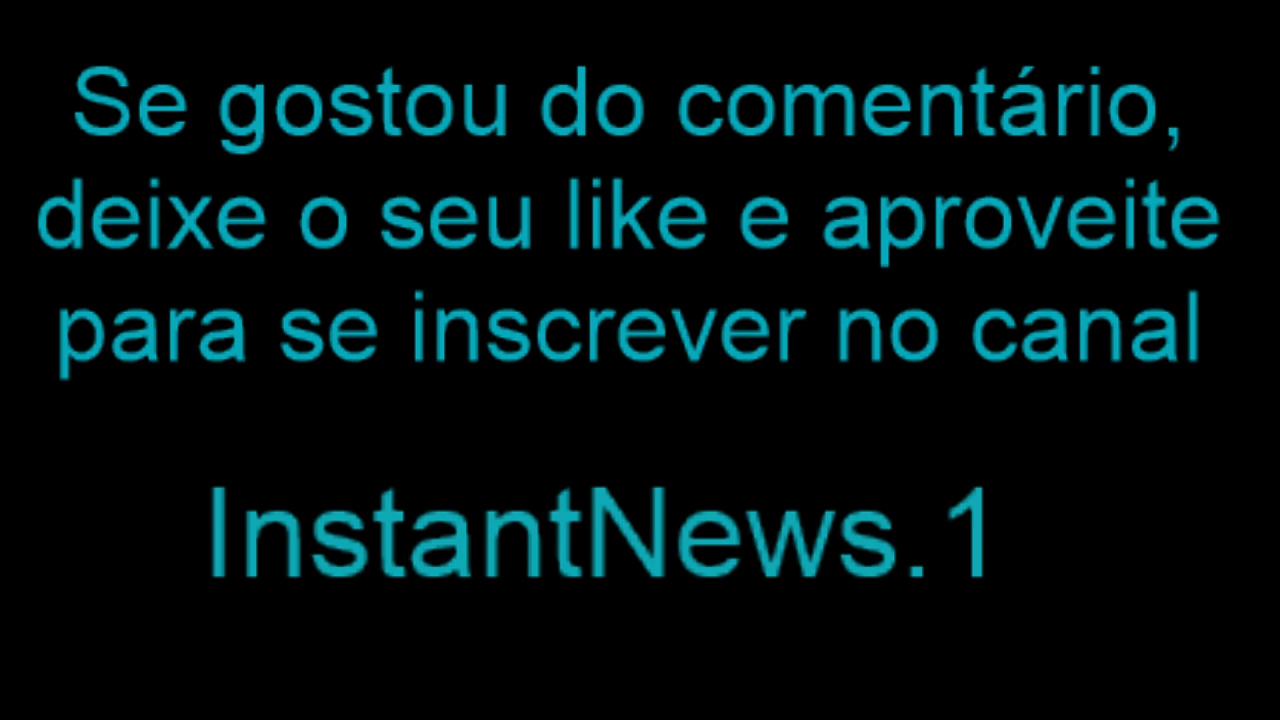 Se gostou do comentário,
deixe o seu like e aproveite
para se inscrever no canal
InstantNews.1